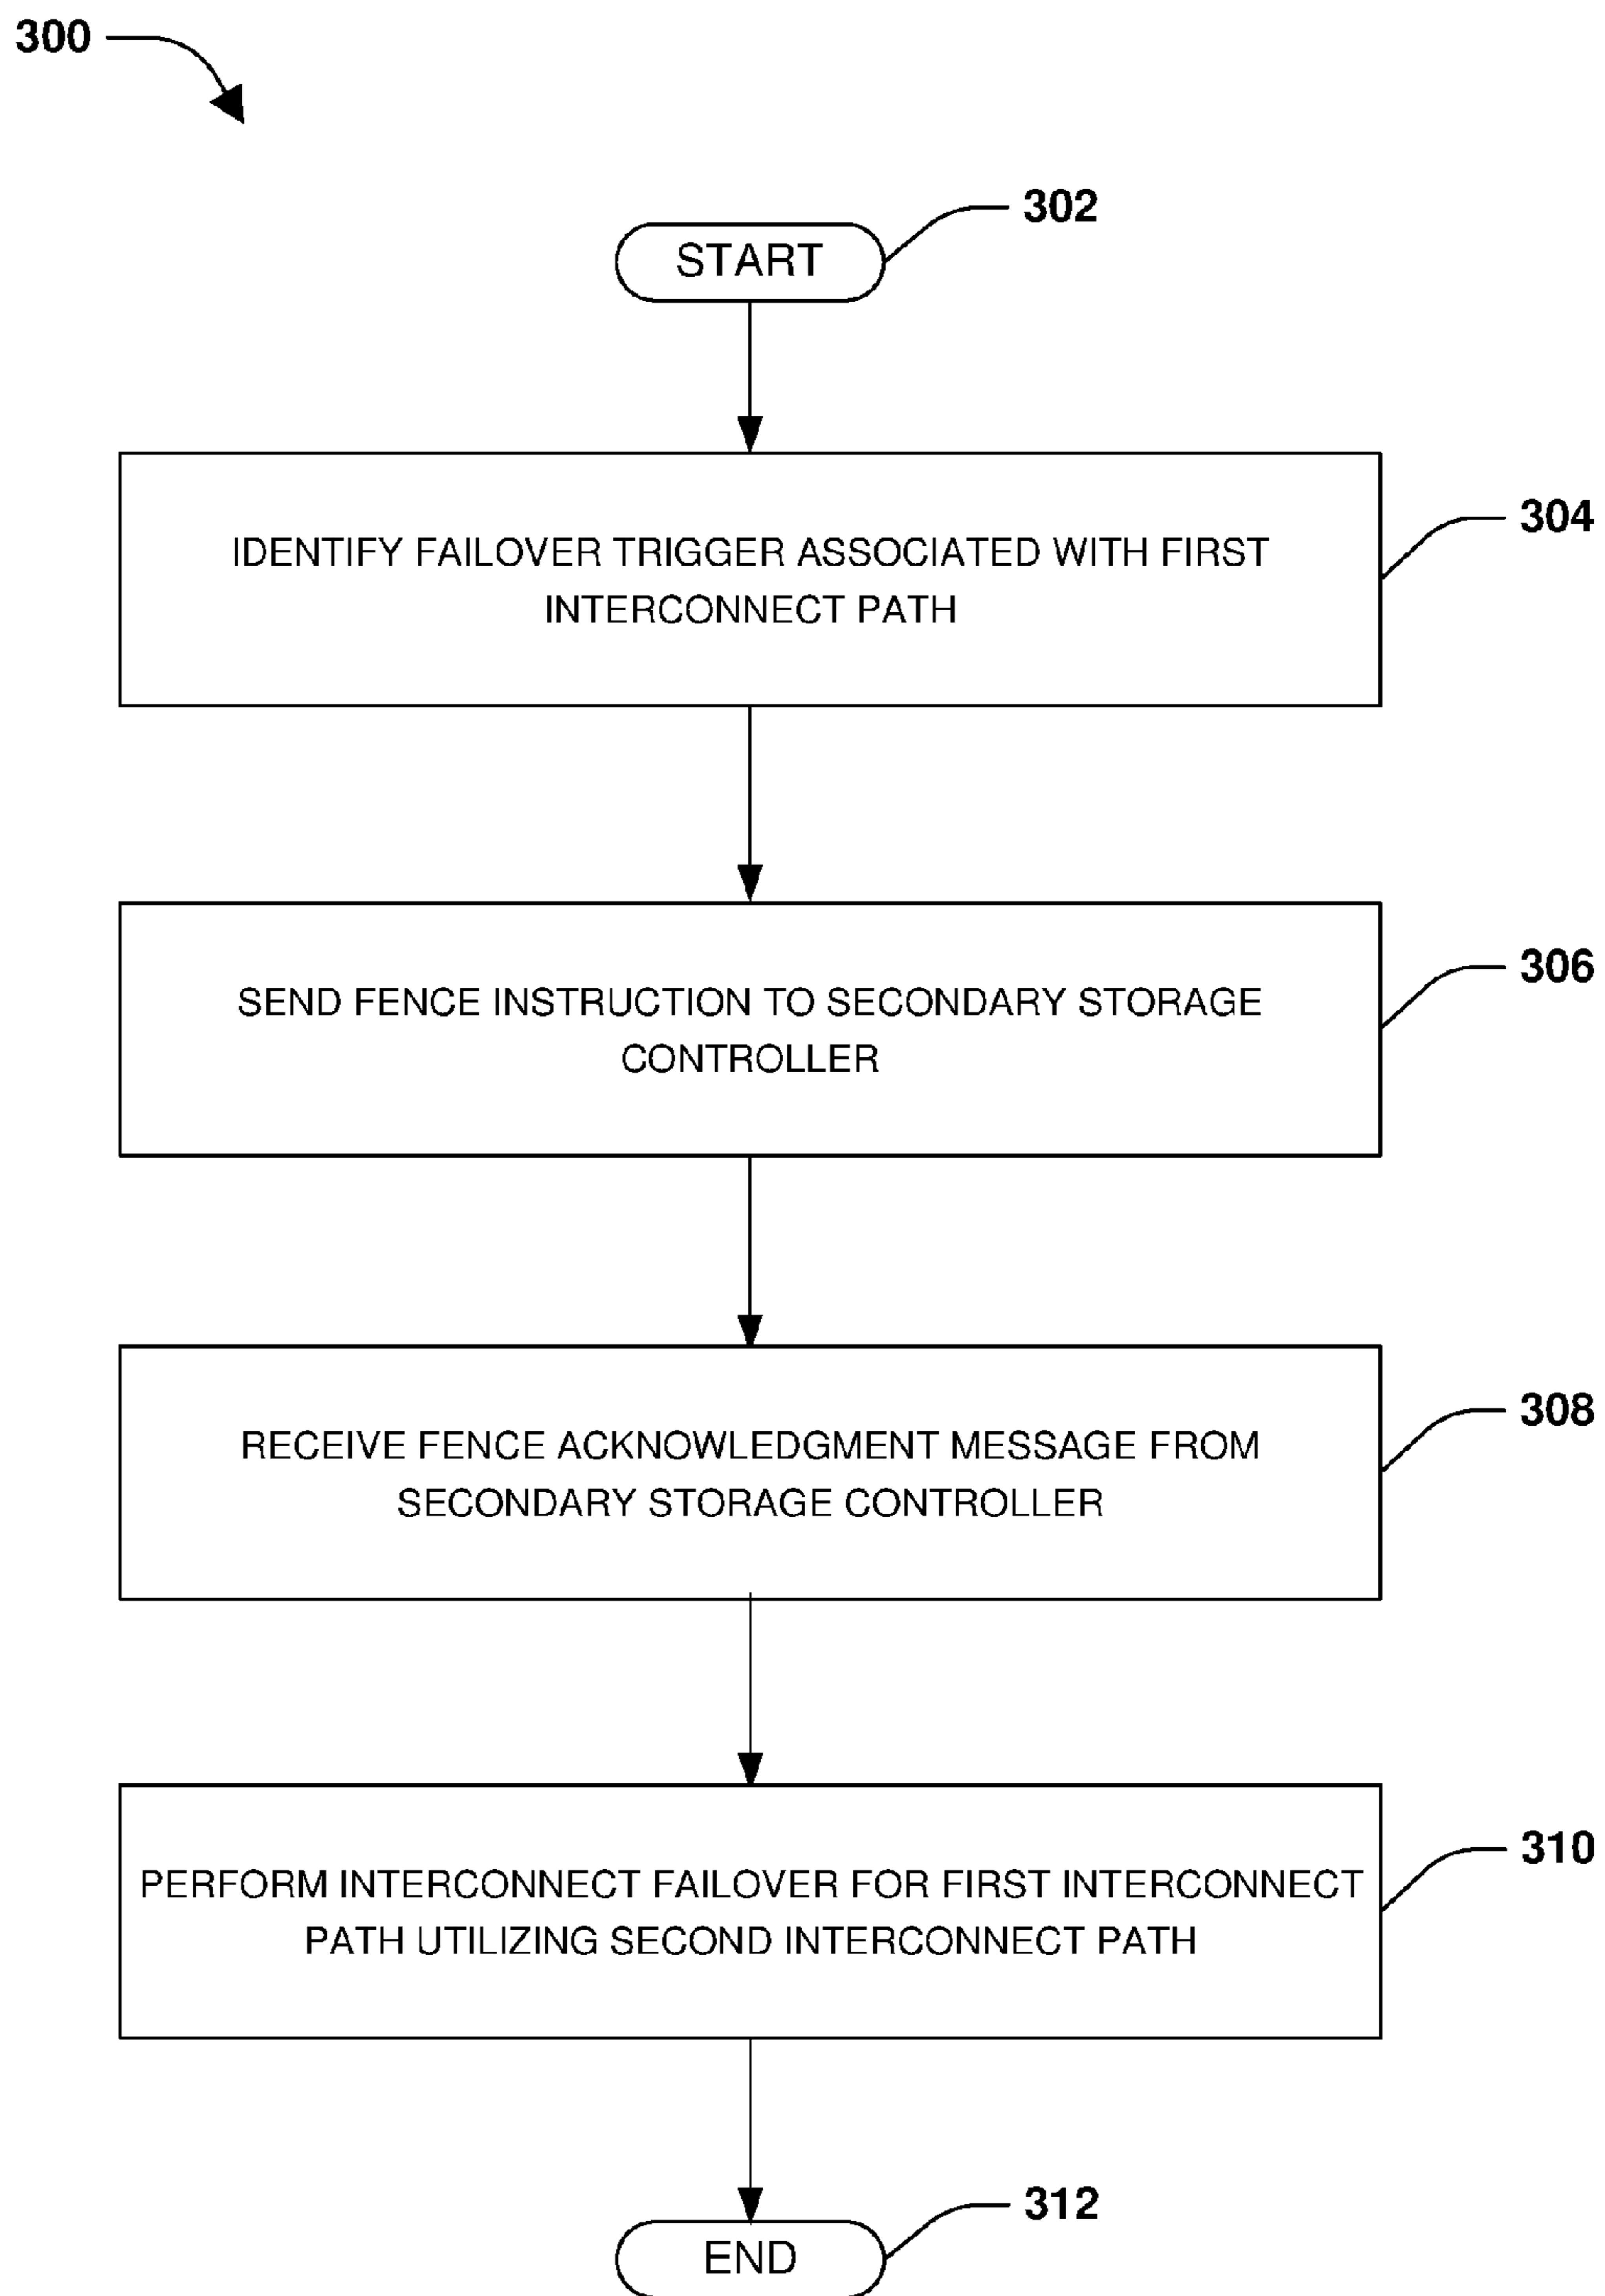 300
302
START
304
IDENTIFY FAILOVER TRIGGER ASSOCIATED WITH FIRST
INTERCONNECT PATH
306
SEND FENCE INSTRUCTION TO SECONDARY STORAGE
CONTROLLER
308
RECEIVE FENCE ACKNOWLEDGMENT MESSAGE FROM
SECONDARY STORAGE CONTROLLER
310
PERFORM INTERCONNECT FAILOVER FOR FIRST INTERCONNECT
PATH UTILIZING SECOND INTERCONNECT PATH
312
END